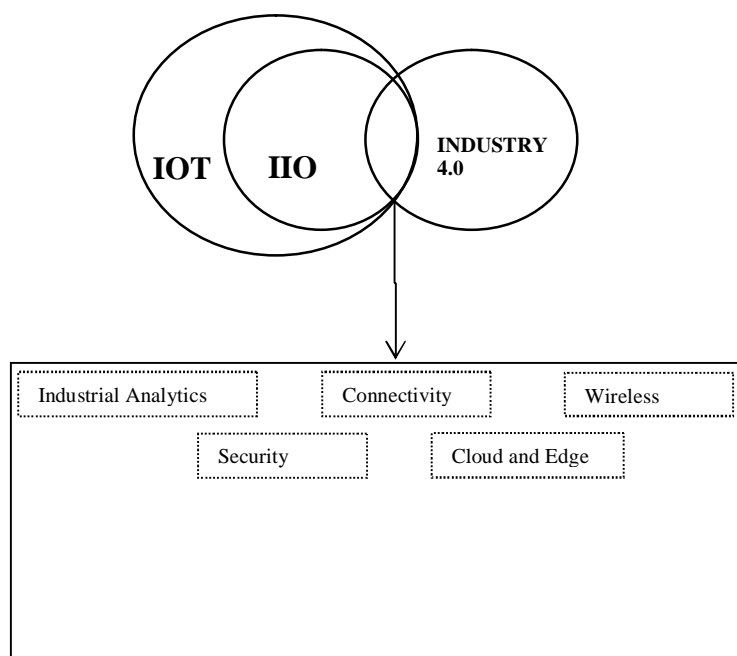 IOT
IIO
INDUSTRY
4.0
Industrial Analytics
Connectivity
Wireless
Security
Cloud and Edge